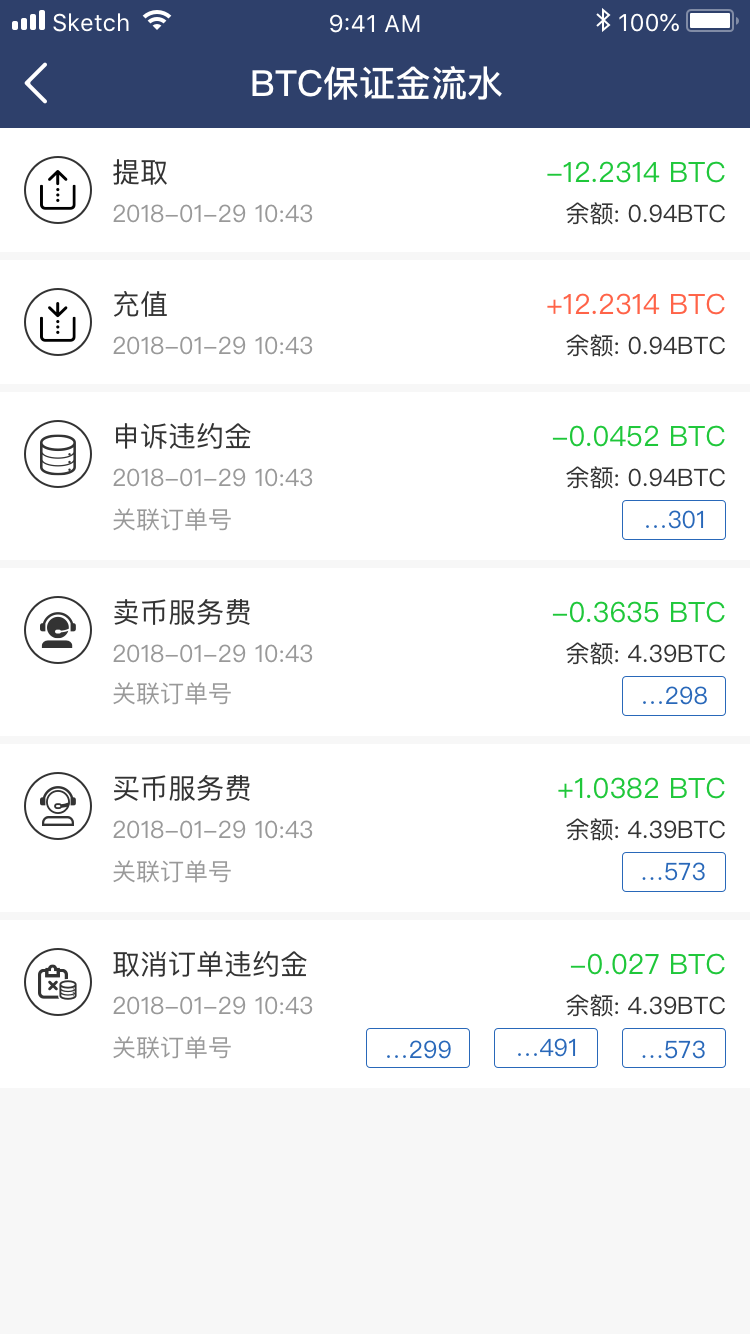 Sketch 9:41 AM 100%
BTC保证金流水
提取 –12.2314 BTC
2018–01–29 10:43 余额: 0.94BTC
充值 +12.2314 BTC
2018–01–29 10:43 余额: 0.94BTC
申诉违约金 –0.0452 BTC
2018–01–29 10:43 余额: 0.94BTC
关联订单号 ...301
卖币服务费 –0.3635 BTC
2018–01–29 10:43 余额: 4.39BTC
关联订单号 ...298
买币服务费 +1.0382 BTC
2018–01–29 10:43 余额: 4.39BTC
关联订单号 ...573
取消订单违约金 –0.027 BTC
2018–01–29 10:43 余额: 4.39BTC
关联订单号 ...299 ...491 ...573